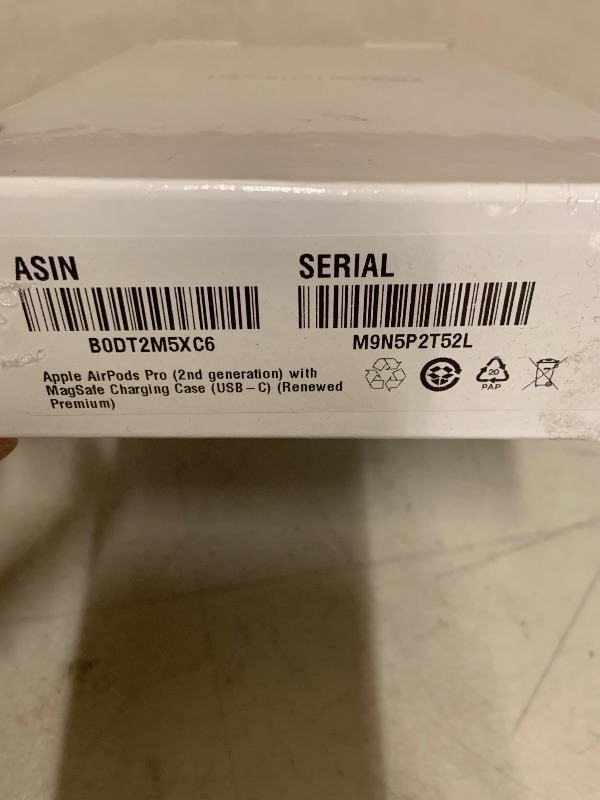 ASIN
SERIAL
B0DT2M5XC6
M9N5P2T52L
Apple AirPods Pro (2nd generation) with
MagSafe Charging Case (USB-C) (Renewed
Premium)
20
PAP